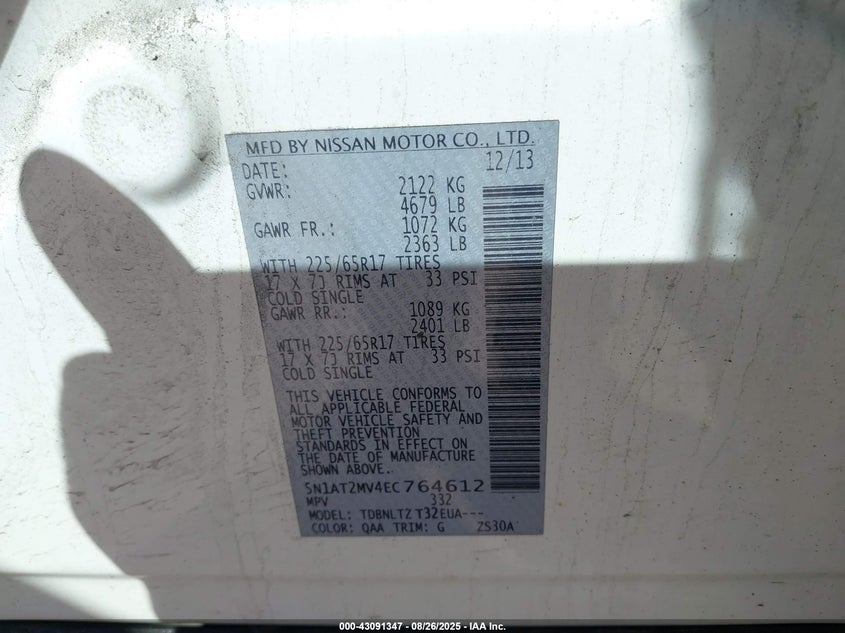 MFD BY NISSAN MOTOR CO., LTD.
DATE: 12/13
GVWR: 2122 KG
4679 LB
GAWR FR.: 1072 KG
2363 LB
WITH 225/65R17 TIRES
17 X 7J RIMS AT 33 PSI
COLD SINGLE
GAWR RR.: 1089 KG
2401 LB
WITH 225/65R17 TIRES
17 X 7J RIMS AT 33 PSI
COLD SINGLE
THIS VEHICLE CONFORMS TO
ALL APPLICABLE FEDERAL
MOTOR VEHICLE SAFETY AND
THEFT PREVENTION
STANDARDS IN EFFECT ON
THE DATE OF MANUFACTURE
SHOWN ABOVE.
5N1AT2MV4EC764612
MPV 332
MODEL: TDBNLTZ T32EUA---
COLOR: QAA TRIM: G ZS30A
000-43091347 - 08/26/2025 - IAA Inc.